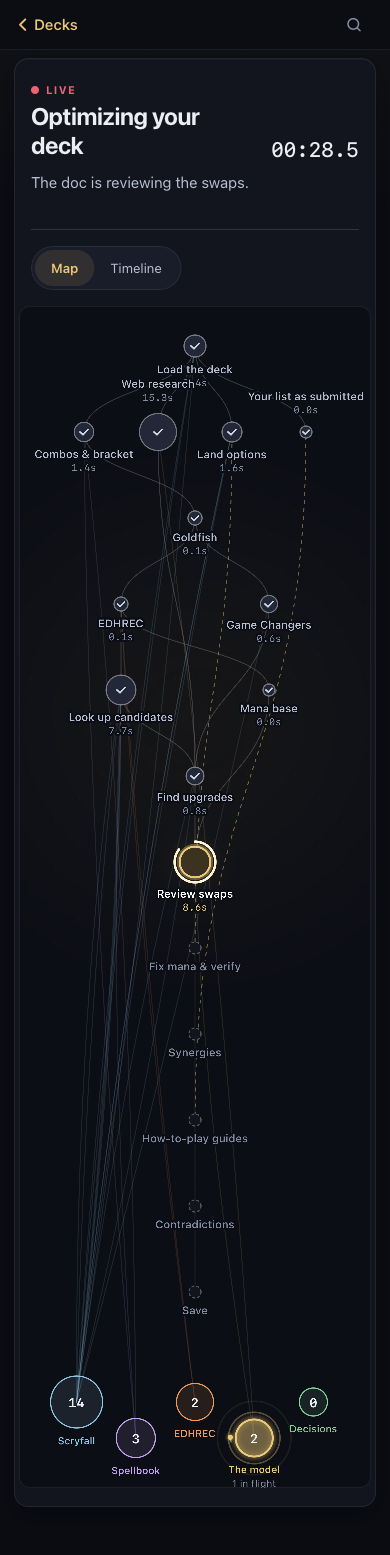 Decks
LIVE
Optimizing your
deck
00:28.5
The doc is reviewing the swaps.
Map
Timeline
Load the deck
4s
Web research
15.3s
Your list as submitted
0.0s
Combos & bracket
1.4s
Land options
1.6s
Goldfish
0.1s
EDHREC
0.1s
Game Changers
0.6s
Look up candidates
7.7s
Mana base
0.0s
Find upgrades
0.8s
Review swaps
8.6s
Fix mana & verify
Synergies
How-to-play guides
Contradictions
Save
14
Scryfall
3
Spellbook
2
EDHREC
2
The model
1 in flight
0
Decisions